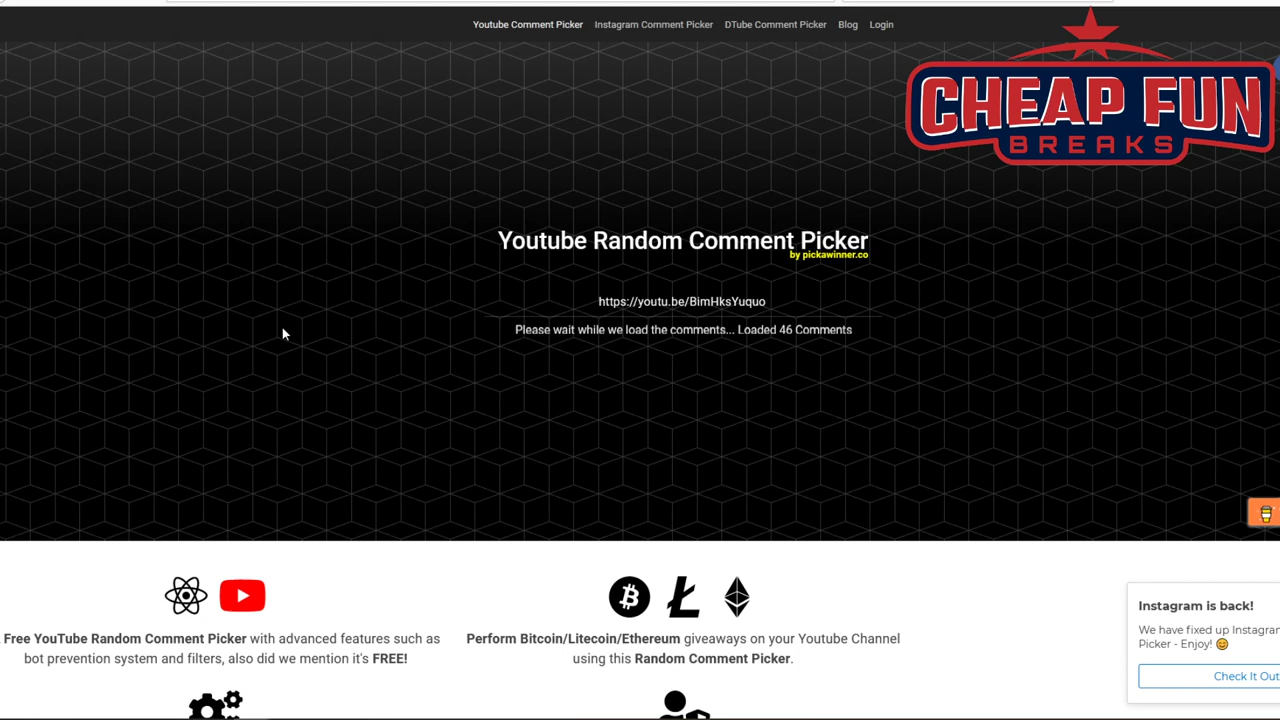 Youtube Comment Picker Instagram Comment Picker DTube Comment Picker Blog Login
CHEAP FUN
BREAKS
Youtube Random Comment Picker
by pickawinner.co
https://youtu.be/BimHksYuquo
Please wait while we load the comments... Loaded 46 Comments
Free YouTube Random Comment Picker with advanced features such as
bot prevention system and filters, also did we mention it's FREE!
Perform Bitcoin/Litecoin/Ethereum giveaways on your Youtube Channel
using this Random Comment Picker.
Instagram is back!
We have fixed up Instagram
Picker - Enjoy! 😊
Check It Out